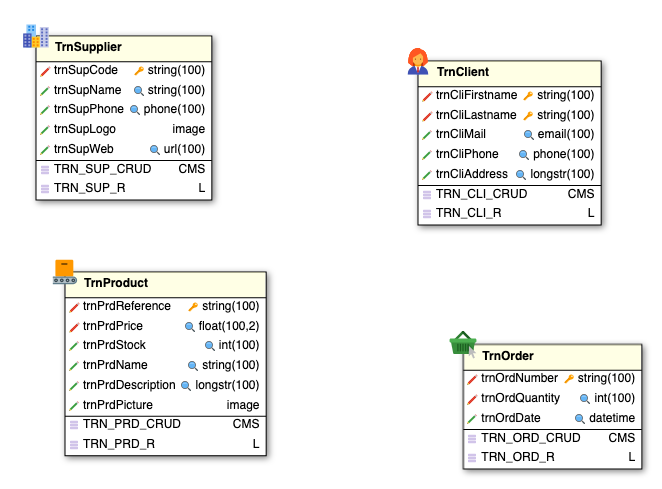 TrnSupplier
trnSupCode string(100)
trnSupName string(100)
trnSupPhone phone(100)
trnSupLogo image
trnSupWeb url(100)
TRN_SUP_CRUD CMS
TRN_SUP_R L
TrnClient
trnCliFirstname string(100)
trnCliLastname string(100)
trnCliMail email(100)
trnCliPhone phone(100)
trnCliAddress longstr(100)
TRN_CLI_CRUD CMS
TRN_CLI_R L
TrnProduct
trnPrdReference string(100)
trnPrdPrice float(100,2)
trnPrdStock int(100)
trnPrdName string(100)
trnPrdDescription longstr(100)
trnPrdPicture image
TRN_PRD_CRUD CMS
TRN_PRD_R L
TrnOrder
trnOrdNumber string(100)
trnOrdQuantity int(100)
trnOrdDate datetime
TRN_ORD_CRUD CMS
TRN_ORD_R L